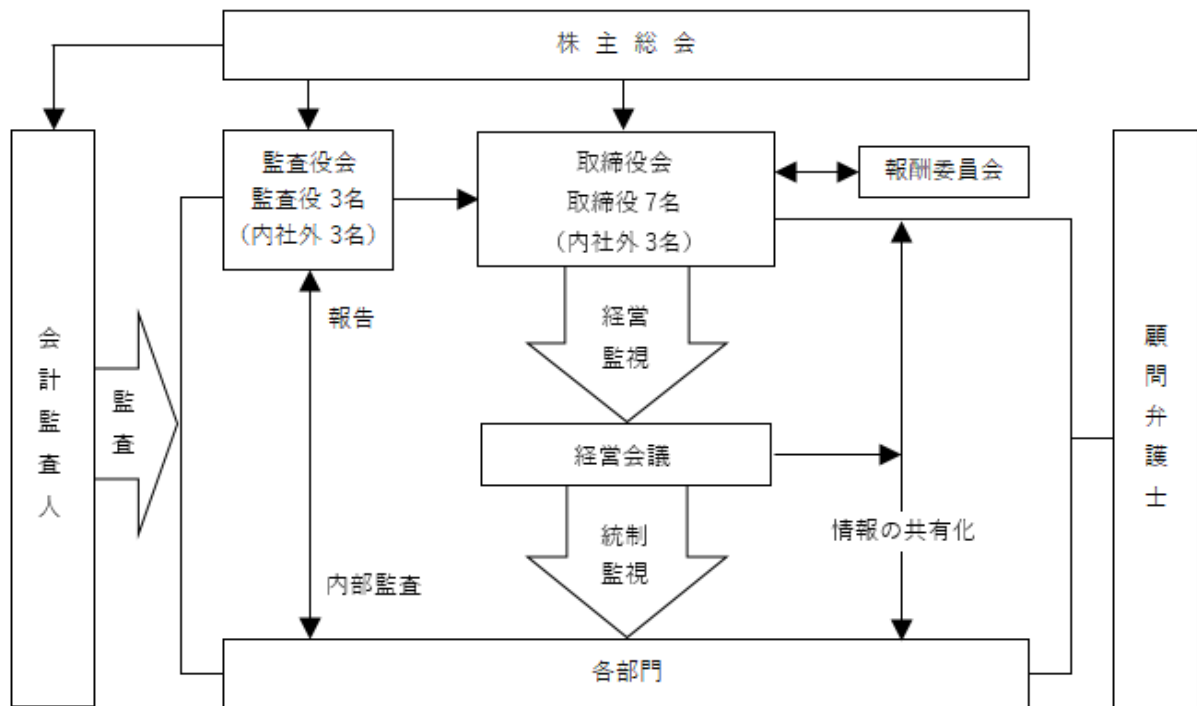 株 主 総 会
監査役会
監査役 3名
（内社外 3名）
取締役会
取締役 7名
（内社外 3名）
報酬委員会
会計監査人
監査
報告
内部監査
経営
監視
経営会議
統制
監視
情報の共有化
顧問弁護士
各部門